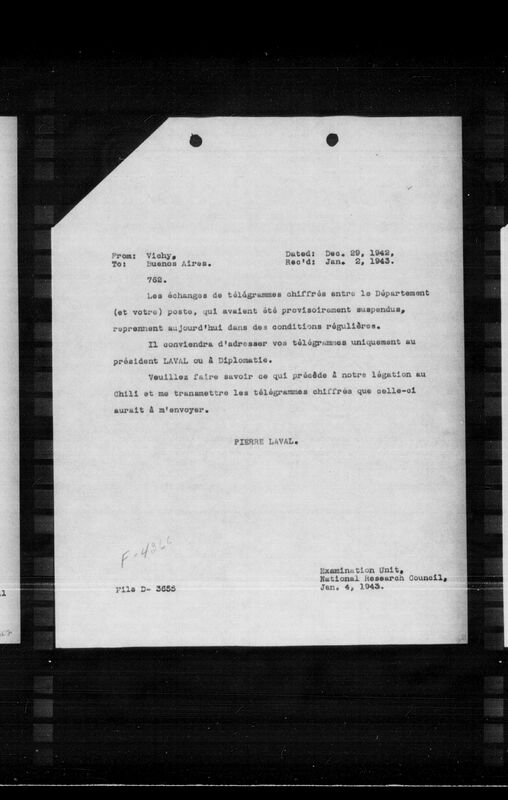 From: Vichy, Dated: Dec. 29, 1942,
To: Buenos Aires. Rec'd: Jan. 2, 1943.
762.
Les échanges de télégrammes chiffrés entre le Département
(et votre) poste, qui avaient été provisoirement suspendus,
reprennent aujourd'hui dans des conditions régulières.
Il conviendra d'adresser vos télégrammes uniquement au
président LAVAL ou à Diplomatie.
Veuillez faire savoir ce qui précède à notre légation au
Chili et me transmettre les télégrammes chiffrés que celle-ci
aurait à m'envoyer.
PIERRE LAVAL.
F-4366
Examination Unit,
National Research Council,
File D- 3655 Jan. 4, 1943.